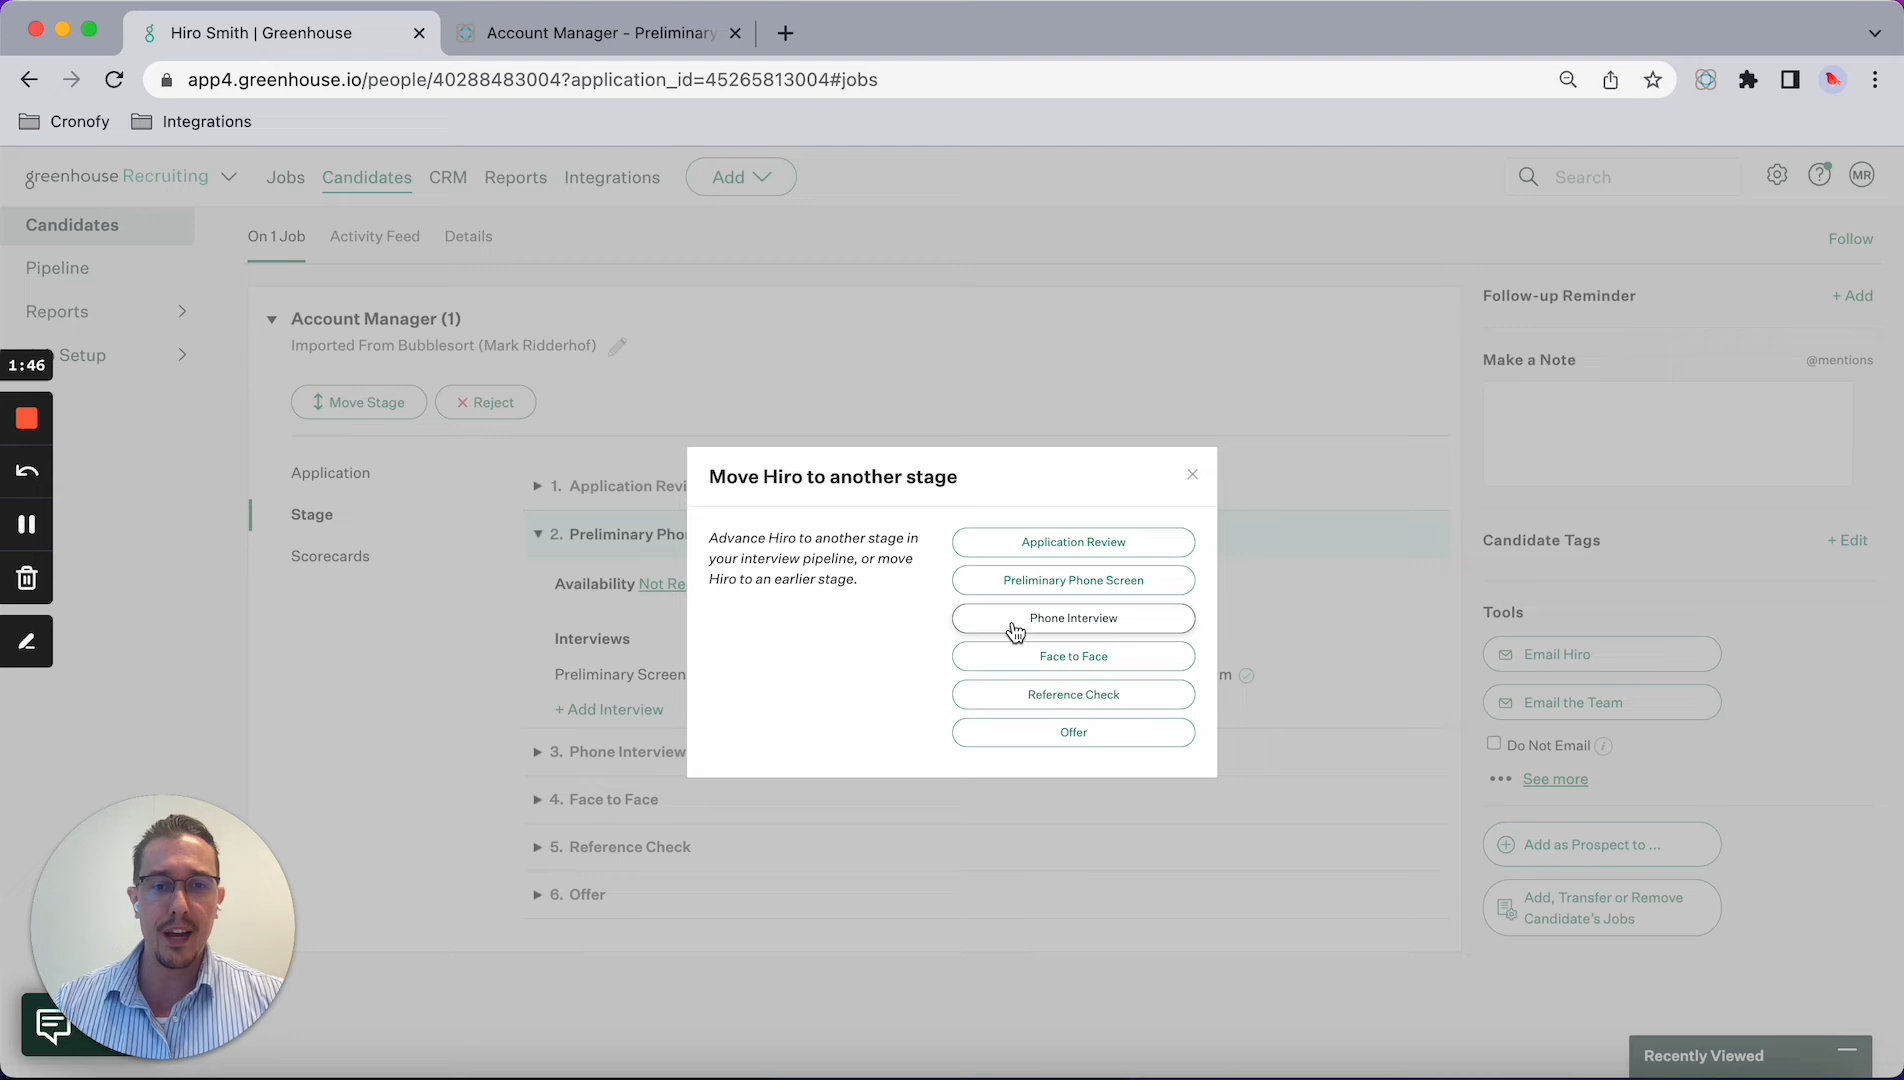 Hiro Smith | Greenhouse
Account Manager - Preliminary
app4.greenhouse.io/people/40288483004?application_id=45265813004#jobs
Cronofy
Integrations
greenhouse Recruiting
Jobs
Candidates
CRM
Reports
Integrations
Add
Search
MR
Candidates
Pipeline
Reports
Setup
On 1 Job
Activity Feed
Details
Follow
Account Manager (1)
Imported From Bubblesort (Mark Ridderhof)
Move Stage
Reject
Application
Stage
Scorecards
1. Application Revi
2. Preliminary Pho
Availability Not Re
Interviews
Preliminary Screen
m
+ Add Interview
3. Phone Interview
4. Face to Face
5. Reference Check
6. Offer
Move Hiro to another stage
Advance Hiro to another stage in
your interview pipeline, or move
Hiro to an earlier stage.
Application Review
Preliminary Phone Screen
Phone Interview
Face to Face
Reference Check
Offer
Follow-up Reminder
+ Add
Make a Note
@mentions
Candidate Tags
+ Edit
Tools
Email Hiro
Email the Team
Do Not Email
i
••• See more
Add as Prospect to ...
Add, Transfer or Remove
Candidate's Jobs
Recently Viewed
1:46